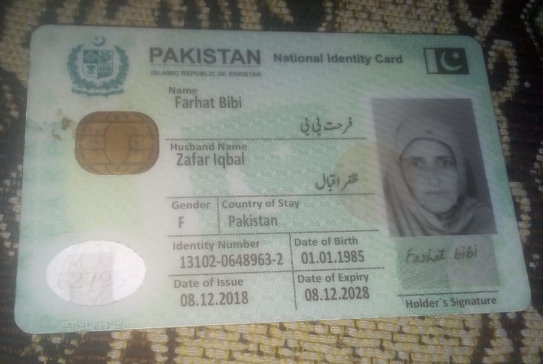 PAKISTAN National Identity Card
ISLAMIC REPUBLIC OF PAKISTAN
Name
Farhat Bibi
فرحت بی بی
Husband Name
Zafar Iqbal
ظفر اقبال
Gender Country of Stay
F Pakistan
Identity Number Date of Birth
13102-0648963-2 01.01.1985
Date of Issue Date of Expiry
08.12.2018 08.12.2028
Farhat bibi
Holder's Signature